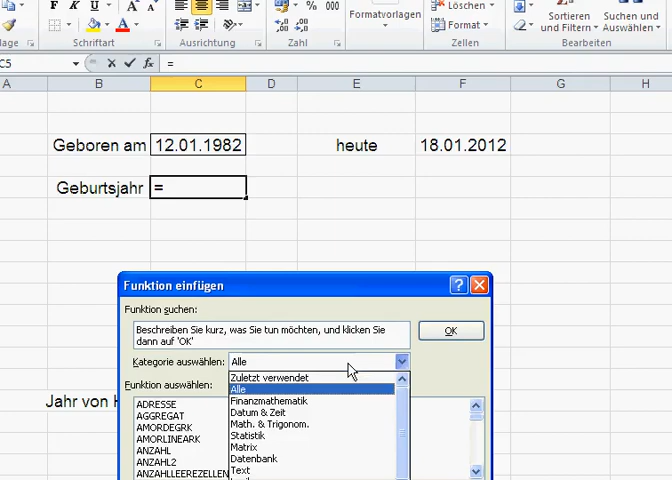 Löschen
Formatvorlagen
Format
Sortieren
und Filtern
Suchen und
Auswählen
F K U A
% 000
Schriftart
Ausrichtung
Zahl
Zellen
Bearbeiten
C5
fx
=
A B C D E F G H
Geboren am 12.01.1982 heute 18.01.2012
Geburtsjahr =
Funktion einfügen
Funktion suchen:
Beschreiben Sie kurz, was Sie tun möchten, und klicken Sie
dann auf 'OK'
OK
Kategorie auswählen: Alle
Zuletzt verwendet
Alle
Finanzmathematik
Datum & Zeit
Math. & Trigonom.
Statistik
Matrix
Datenbank
Text
Funktion auswählen:
ADRESSE
AGGREGAT
AMORDEGRK
AMORLINEARK
ANZAHL
ANZAHL2
ANZAHLLEEREZELLEN
Jahr von